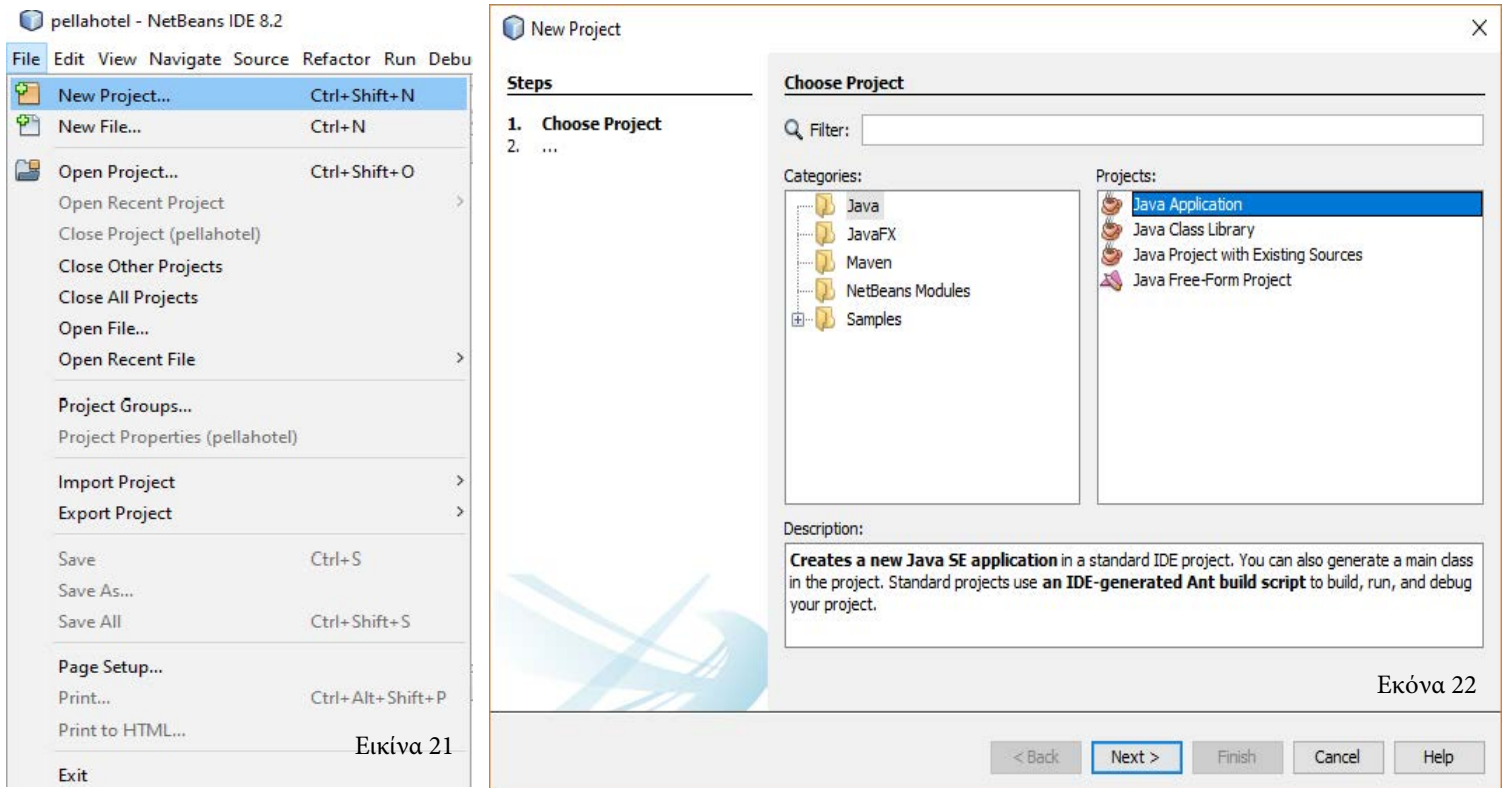 pellahotel - NetBeans IDE 8.2
File Edit View Navigate Source Refactor Run Debu
New Project... Ctrl+Shift+N
New File... Ctrl+N
Open Project... Ctrl+Shift+O
Open Recent Project >
Close Project (pellahotel)
Close Other Projects
Close All Projects
Open File...
Open Recent File >
Project Groups...
Project Properties (pellahotel)
Import Project >
Export Project >
Save Ctrl+S
Save As...
Save All Ctrl+Shift+S
Page Setup...
Print... Ctrl+Alt+Shift+P
Print to HTML...
Εικίνα 21
Exit
New Project
Steps
1. Choose Project
2. ...
Choose Project
Filter:
Categories:
Java
JavaFX
Maven
NetBeans Modules
Samples
Projects:
Java Application
Java Class Library
Java Project with Existing Sources
Java Free-Form Project
Description:
Creates a new Java SE application in a standard IDE project. You can also generate a main class
in the project. Standard projects use an IDE-generated Ant build script to build, run, and debug
your project.
Εκόνα 22
< Back Next > Finish Cancel Help